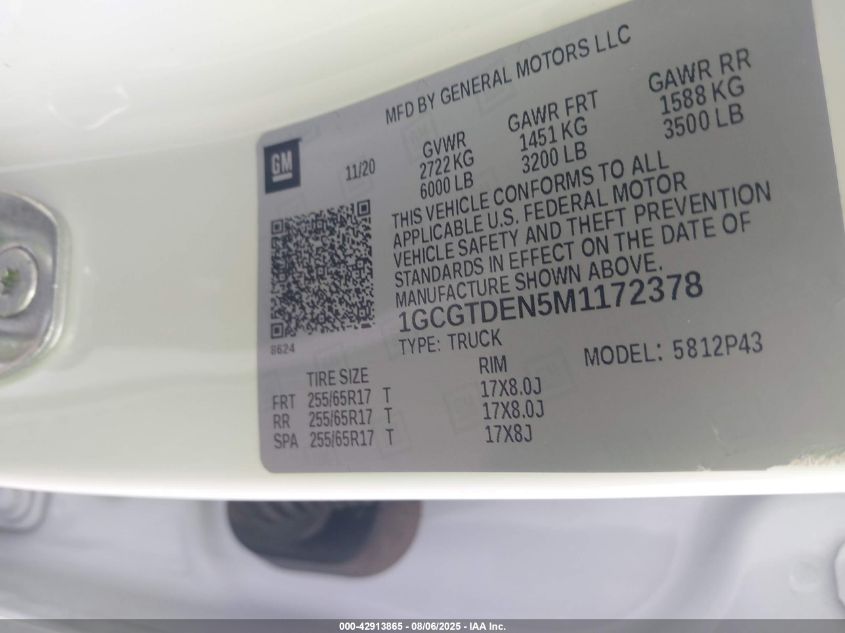 MFD BY GENERAL MOTORS LLC
GM
11/20
GVWR
2722 KG
6000 LB
GAWR FRT
1451 KG
3200 LB
GAWR RR
1588 KG
3500 LB
THIS VEHICLE CONFORMS TO ALL
APPLICABLE U.S. FEDERAL MOTOR
VEHICLE SAFETY AND THEFT PREVENTION
STANDARDS IN EFFECT ON THE DATE OF
MANUFACTURE SHOWN ABOVE.
1GCGTDEN5M1172378
8624
TYPE: TRUCK
MODEL: 5812P43
TIRE SIZE RIM
FRT 255/65R17 T 17X8.0J
RR 255/65R17 T 17X8.0J
SPA 255/65R17 T 17X8J
000-42913865 - 08/06/2025 - IAA Inc.